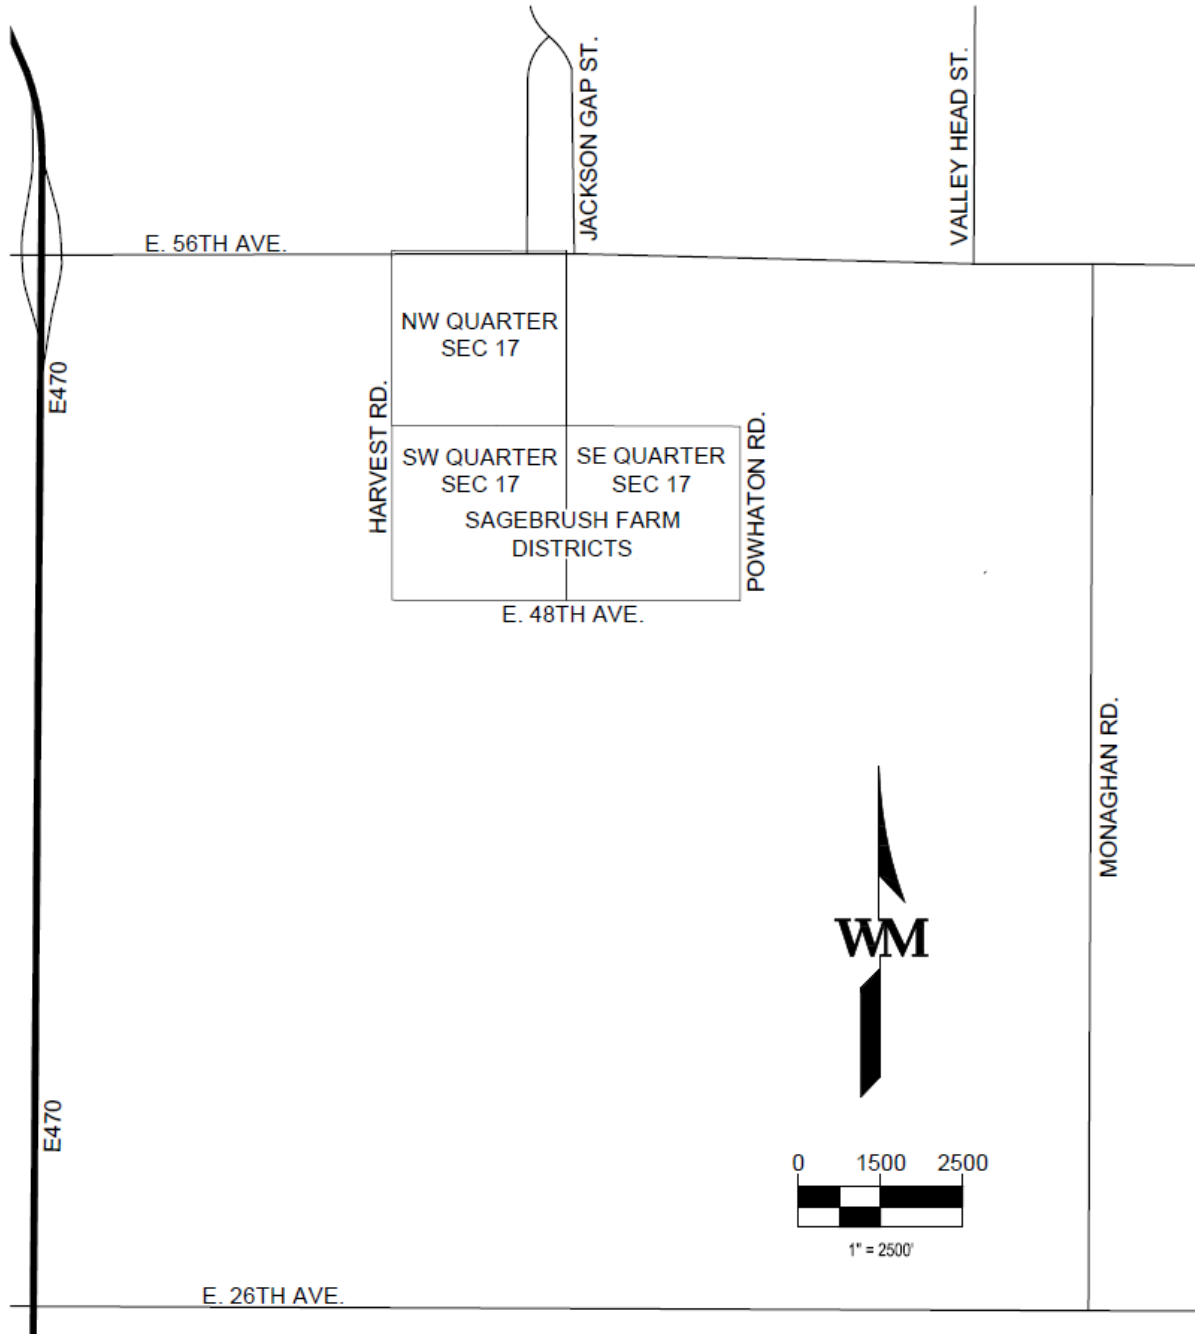 JACKSON GAP ST.
VALLEY HEAD ST.
E. 56TH AVE.
NW QUARTER
SEC 17
E470
HARVEST RD.
SW QUARTER
SEC 17
SE QUARTER
SEC 17
POWHATON RD.
SAGEBRUSH FARM
DISTRICTS
E. 48TH AVE.
MONAGHAN RD.
WM
E470
0 1500 2500
1" = 2500'
E. 26TH AVE.